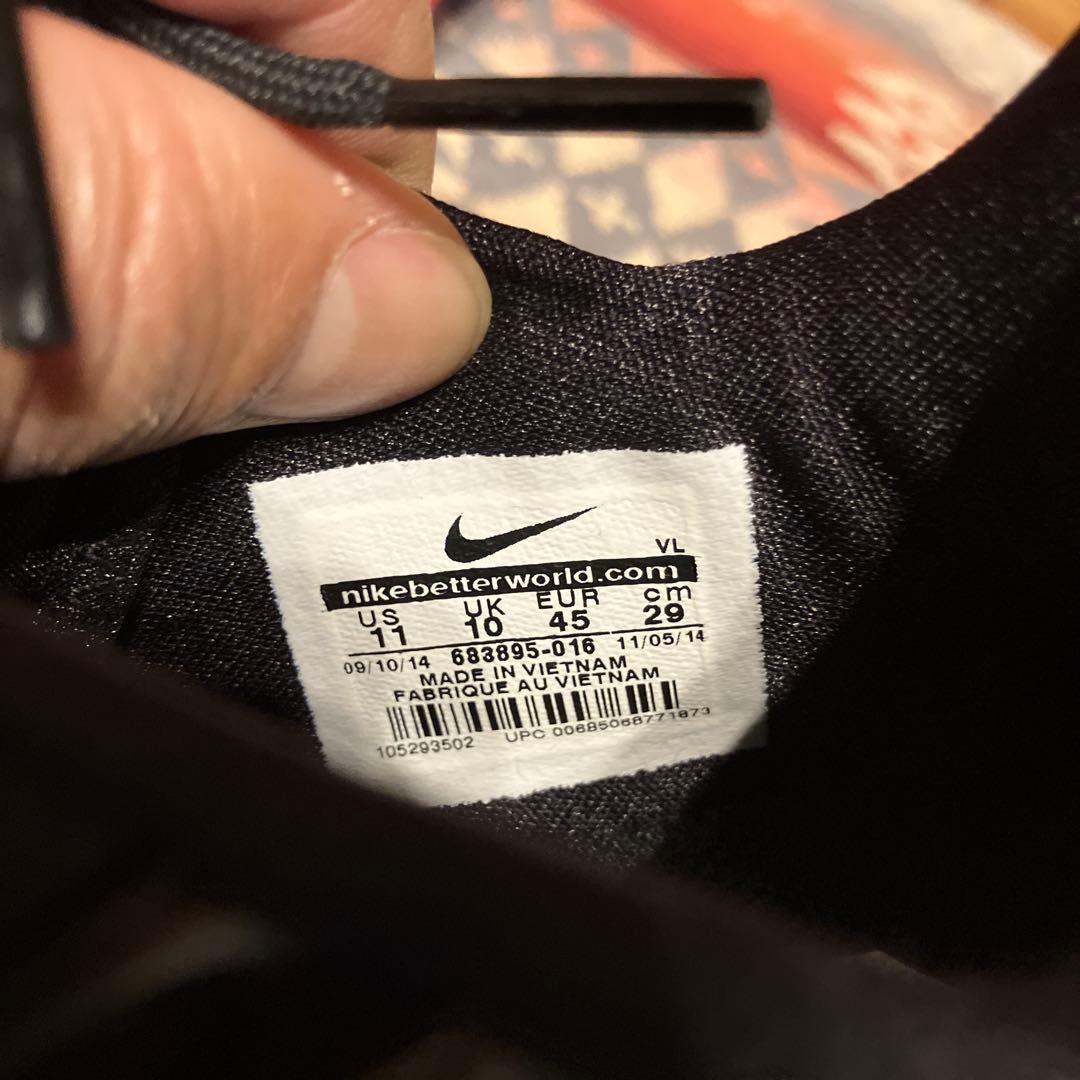 VL
nikebetterworld.com
US UK EUR cm
11 10 45 29
09/10/14 683895-016 11/05/14
MADE IN VIETNAM
FABRIQUE AU VIETNAM
105293502 UPC 00685068771873